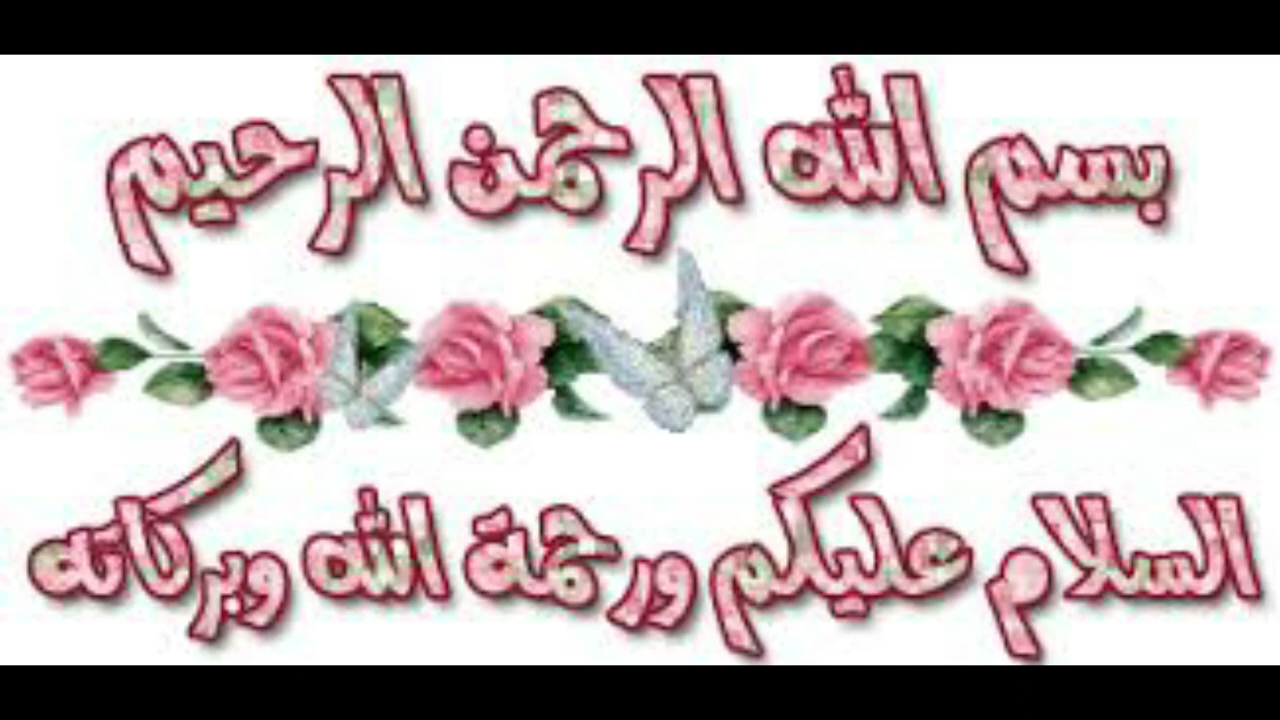 بسم الله الرحمن الرحيم
السلام عليكم ورحمة الله وبركاته